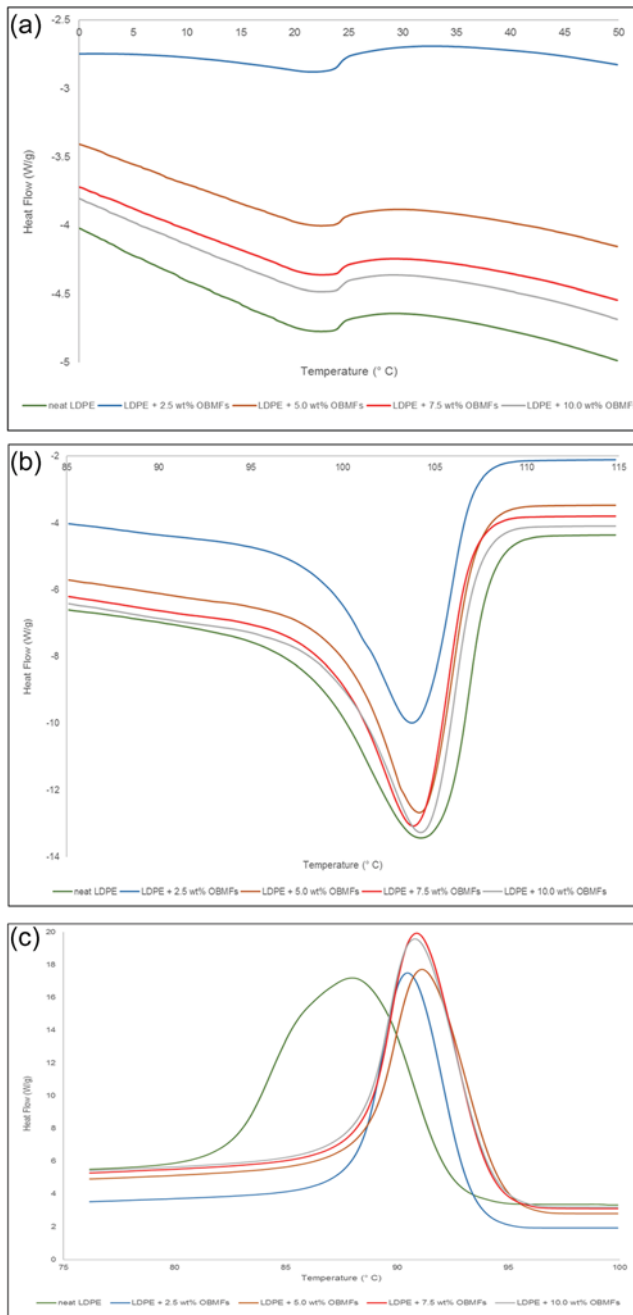 (a)
-2.5
0 5 10 15 20 25 30 35 40 45 50
-3
-3.5
-4
-4.5
-5
Heat Flow (W/g)
Temperature (° C)
neat LDPE LDPE + 2.5 wt% OBMFs LDPE + 5.0 wt% OBMFs LDPE + 7.5 wt% OBMFs LDPE + 10.0 wt% OBMFs
(b)
-2
85 90 95 100 105 110 115
-4
-6
-8
-10
-12
-14
Heat Flow (W/g)
Temperature (° C)
neat LDPE LDPE + 2.5 wt% OBMFs LDPE + 5.0 wt% OBMFs LDPE + 7.5 wt% OBMFs LDPE + 10.0 wt% OBMFs
(c)
20
18
16
14
12
10
8
6
4
2
0
Heat Flow (W/g)
75 80 85 90 95 100
Temperature (° C)
neat LDPE LDPE + 2.5 wt% OBMFs LDPE + 5.0 wt% OBMFs LDPE + 7.5 wt% OBMFs LDPE + 10.0 wt% OBMFs